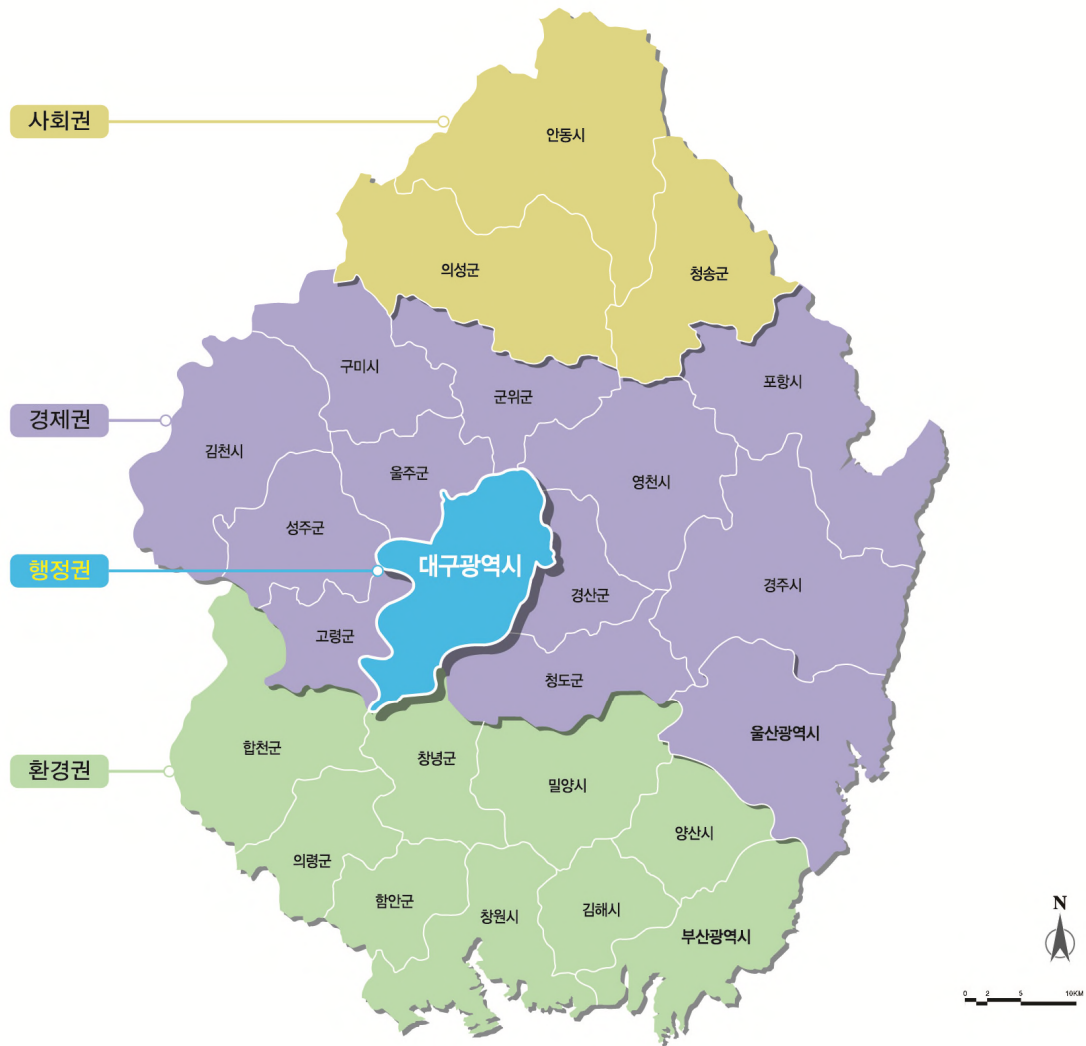 사회권
안동시
의성군
청송군
구미시
포항시
군위군
경제권
김천시
울주군
영천시
성주군
행정권
대구광역시
경산군
경주시
고령군
청도군
울산광역시
합천군
창녕군
환경권
밀양시
양산시
의령군
함안군
창원시
김해시
부산광역시
N
0 2 5 10KM